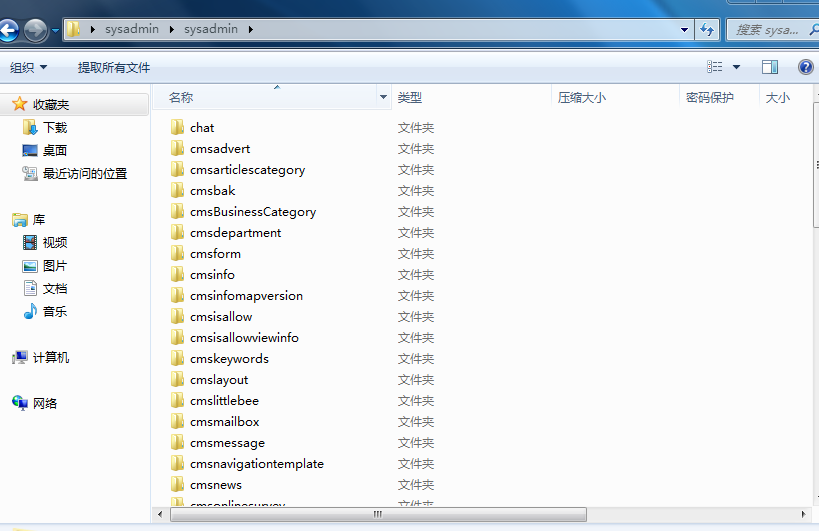 sysadmin sysadmin
搜索 sysa...
组织 提取所有文件
名称 类型 压缩大小 密码保护 大小
收藏夹
下载
桌面
最近访问的位置
库
视频
图片
文档
音乐
计算机
网络
chat 文件夹
cmsadvert 文件夹
cmsarticlescategory 文件夹
cmsbak 文件夹
cmsBusinessCategory 文件夹
cmsdepartment 文件夹
cmsform 文件夹
cmsinfo 文件夹
cmsinfomapversion 文件夹
cmsisallow 文件夹
cmsisallowviewinfo 文件夹
cmskeywords 文件夹
cmslayout 文件夹
cmslittlebee 文件夹
cmsmailbox 文件夹
cmsmessage 文件夹
cmsnavigationtemplate 文件夹
cmsnews 文件夹
cmsonlinesurvey 文件夹